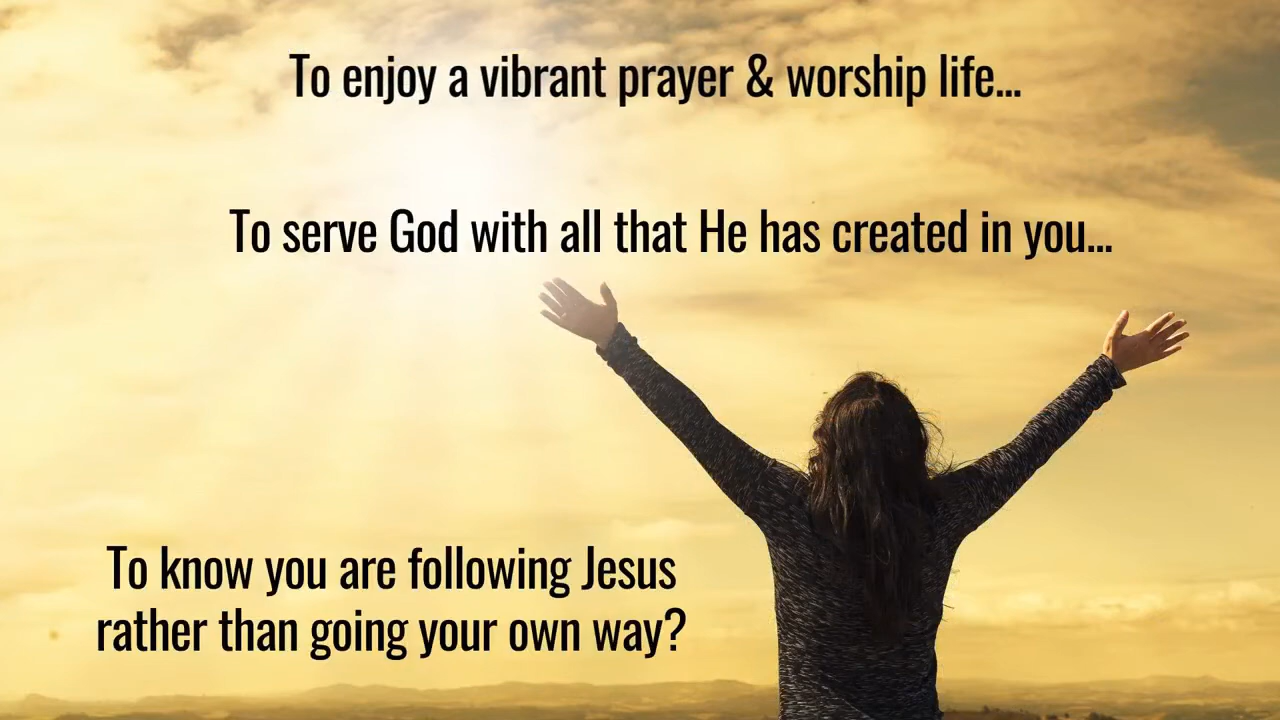 To enjoy a vibrant prayer & worship life...
To serve God with all that He has created in you...
To know you are following Jesus
rather than going your own way?